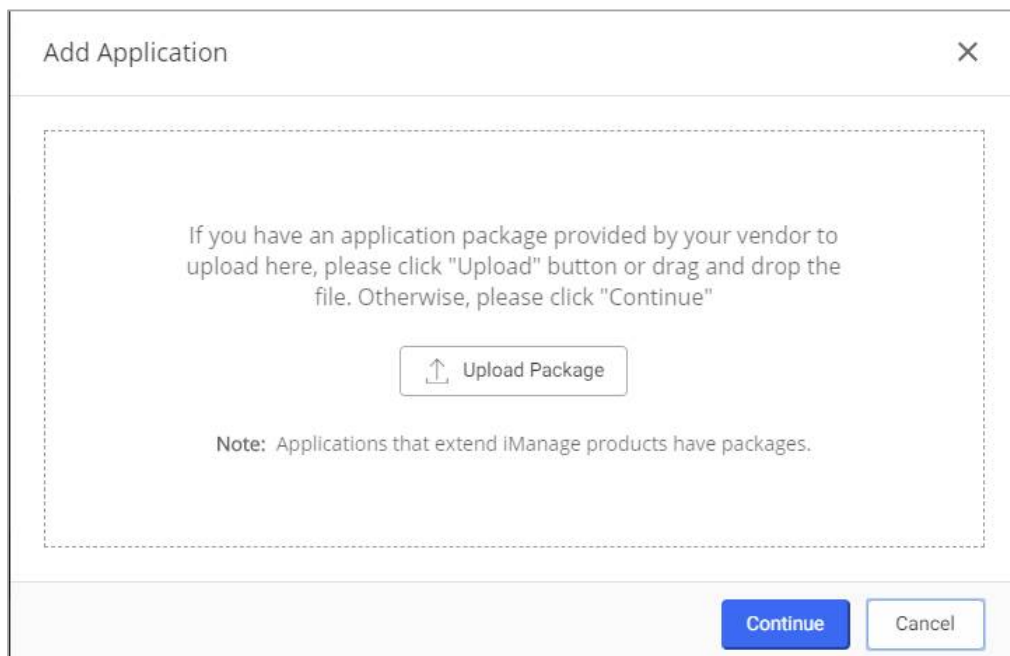 Add Application
If you have an application package provided by your vendor to
upload here, please click "Upload" button or drag and drop the
file. Otherwise, please click "Continue"
Upload Package
Note: Applications that extend iManage products have packages.
Continue
Cancel